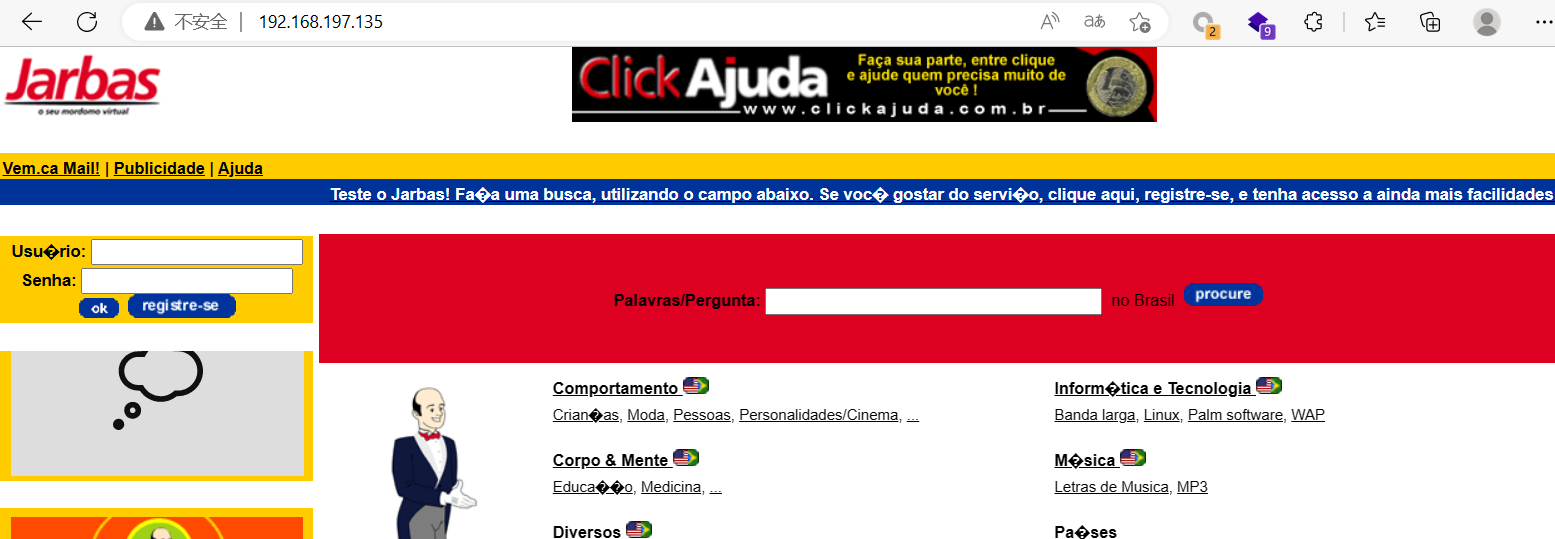 不安全 192.168.197.135
2
9
Jarbas
o seu mordomo virtual
Click Ajuda
Faça sua parte, entre clique
e ajude quem precisa muito de
você !
www.clickajuda.com.br
Vem.ca Mail! | Publicidade | Ajuda
Teste o Jarbas! Fa�a uma busca, utilizando o campo abaixo. Se voc� gostar do servi�o, clique aqui, registre-se, e tenha acesso a ainda mais facilidades
Usu�rio:
Senha:
ok registre-se
Palavras/Pergunta: no Brasil procure
Comportamento
Crian�as, Moda, Pessoas, Personalidades/Cinema, ...
Inform�tica e Tecnologia
Banda larga, Linux, Palm software, WAP
Corpo & Mente
Educa��o, Medicina, ...
M�sica
Letras de Musica, MP3
Diversos
Pa�ses